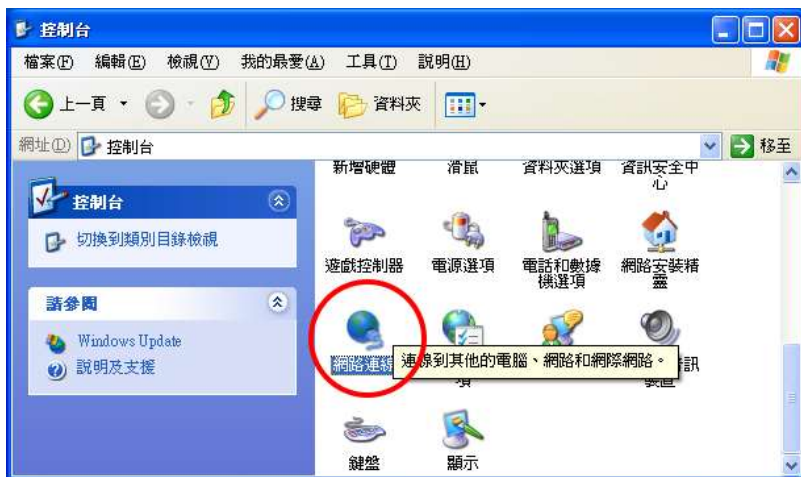 控制台
檔案(F) 編輯(E) 檢視(V) 我的最愛(A) 工具(T) 說明(H)
上一頁 搜尋 資料夾
網址(D) 控制台 移至
新增硬體 滑鼠 資料夾選項 資訊安全中
心
控制台
切換到類別目錄檢視
遊戲控制器 電源選項 電話和數據 網路安裝精
機選項 靈
請參閱
Windows Update
說明及支援
網路連線
連線到其他的電腦、網路和網際網路。
訊
項 裝置
鍵盤 顯示